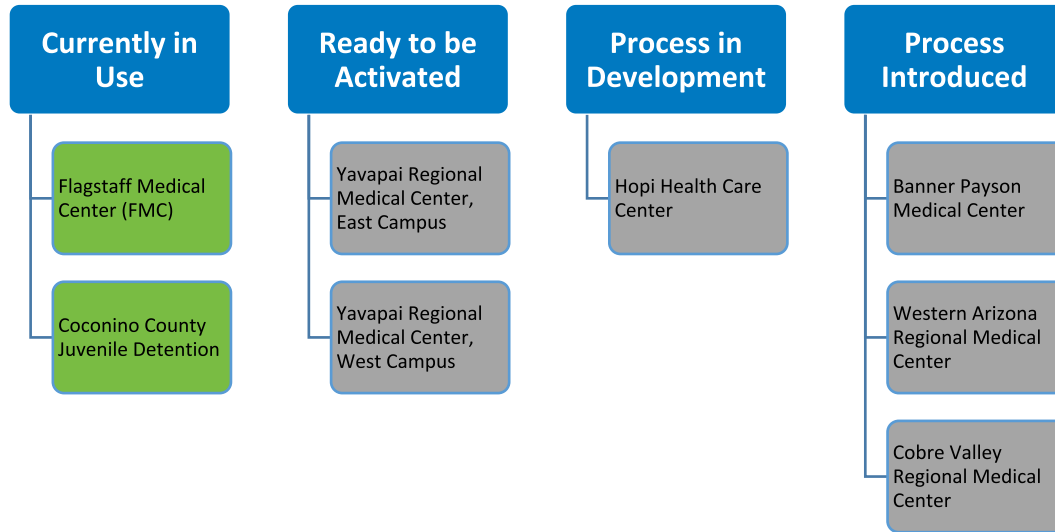 Currently in
Use
Flagstaff Medical
Center (FMC)
Coconino County
Juvenile Detention
Ready to be
Activated
Yavapai Regional
Medical Center,
East Campus
Yavapai Regional
Medical Center,
West Campus
Process in
Development
Hopi Health Care
Center
Process
Introduced
Banner Payson
Medical Center
Western Arizona
Regional Medical
Center
Cobre Valley
Regional Medical
Center